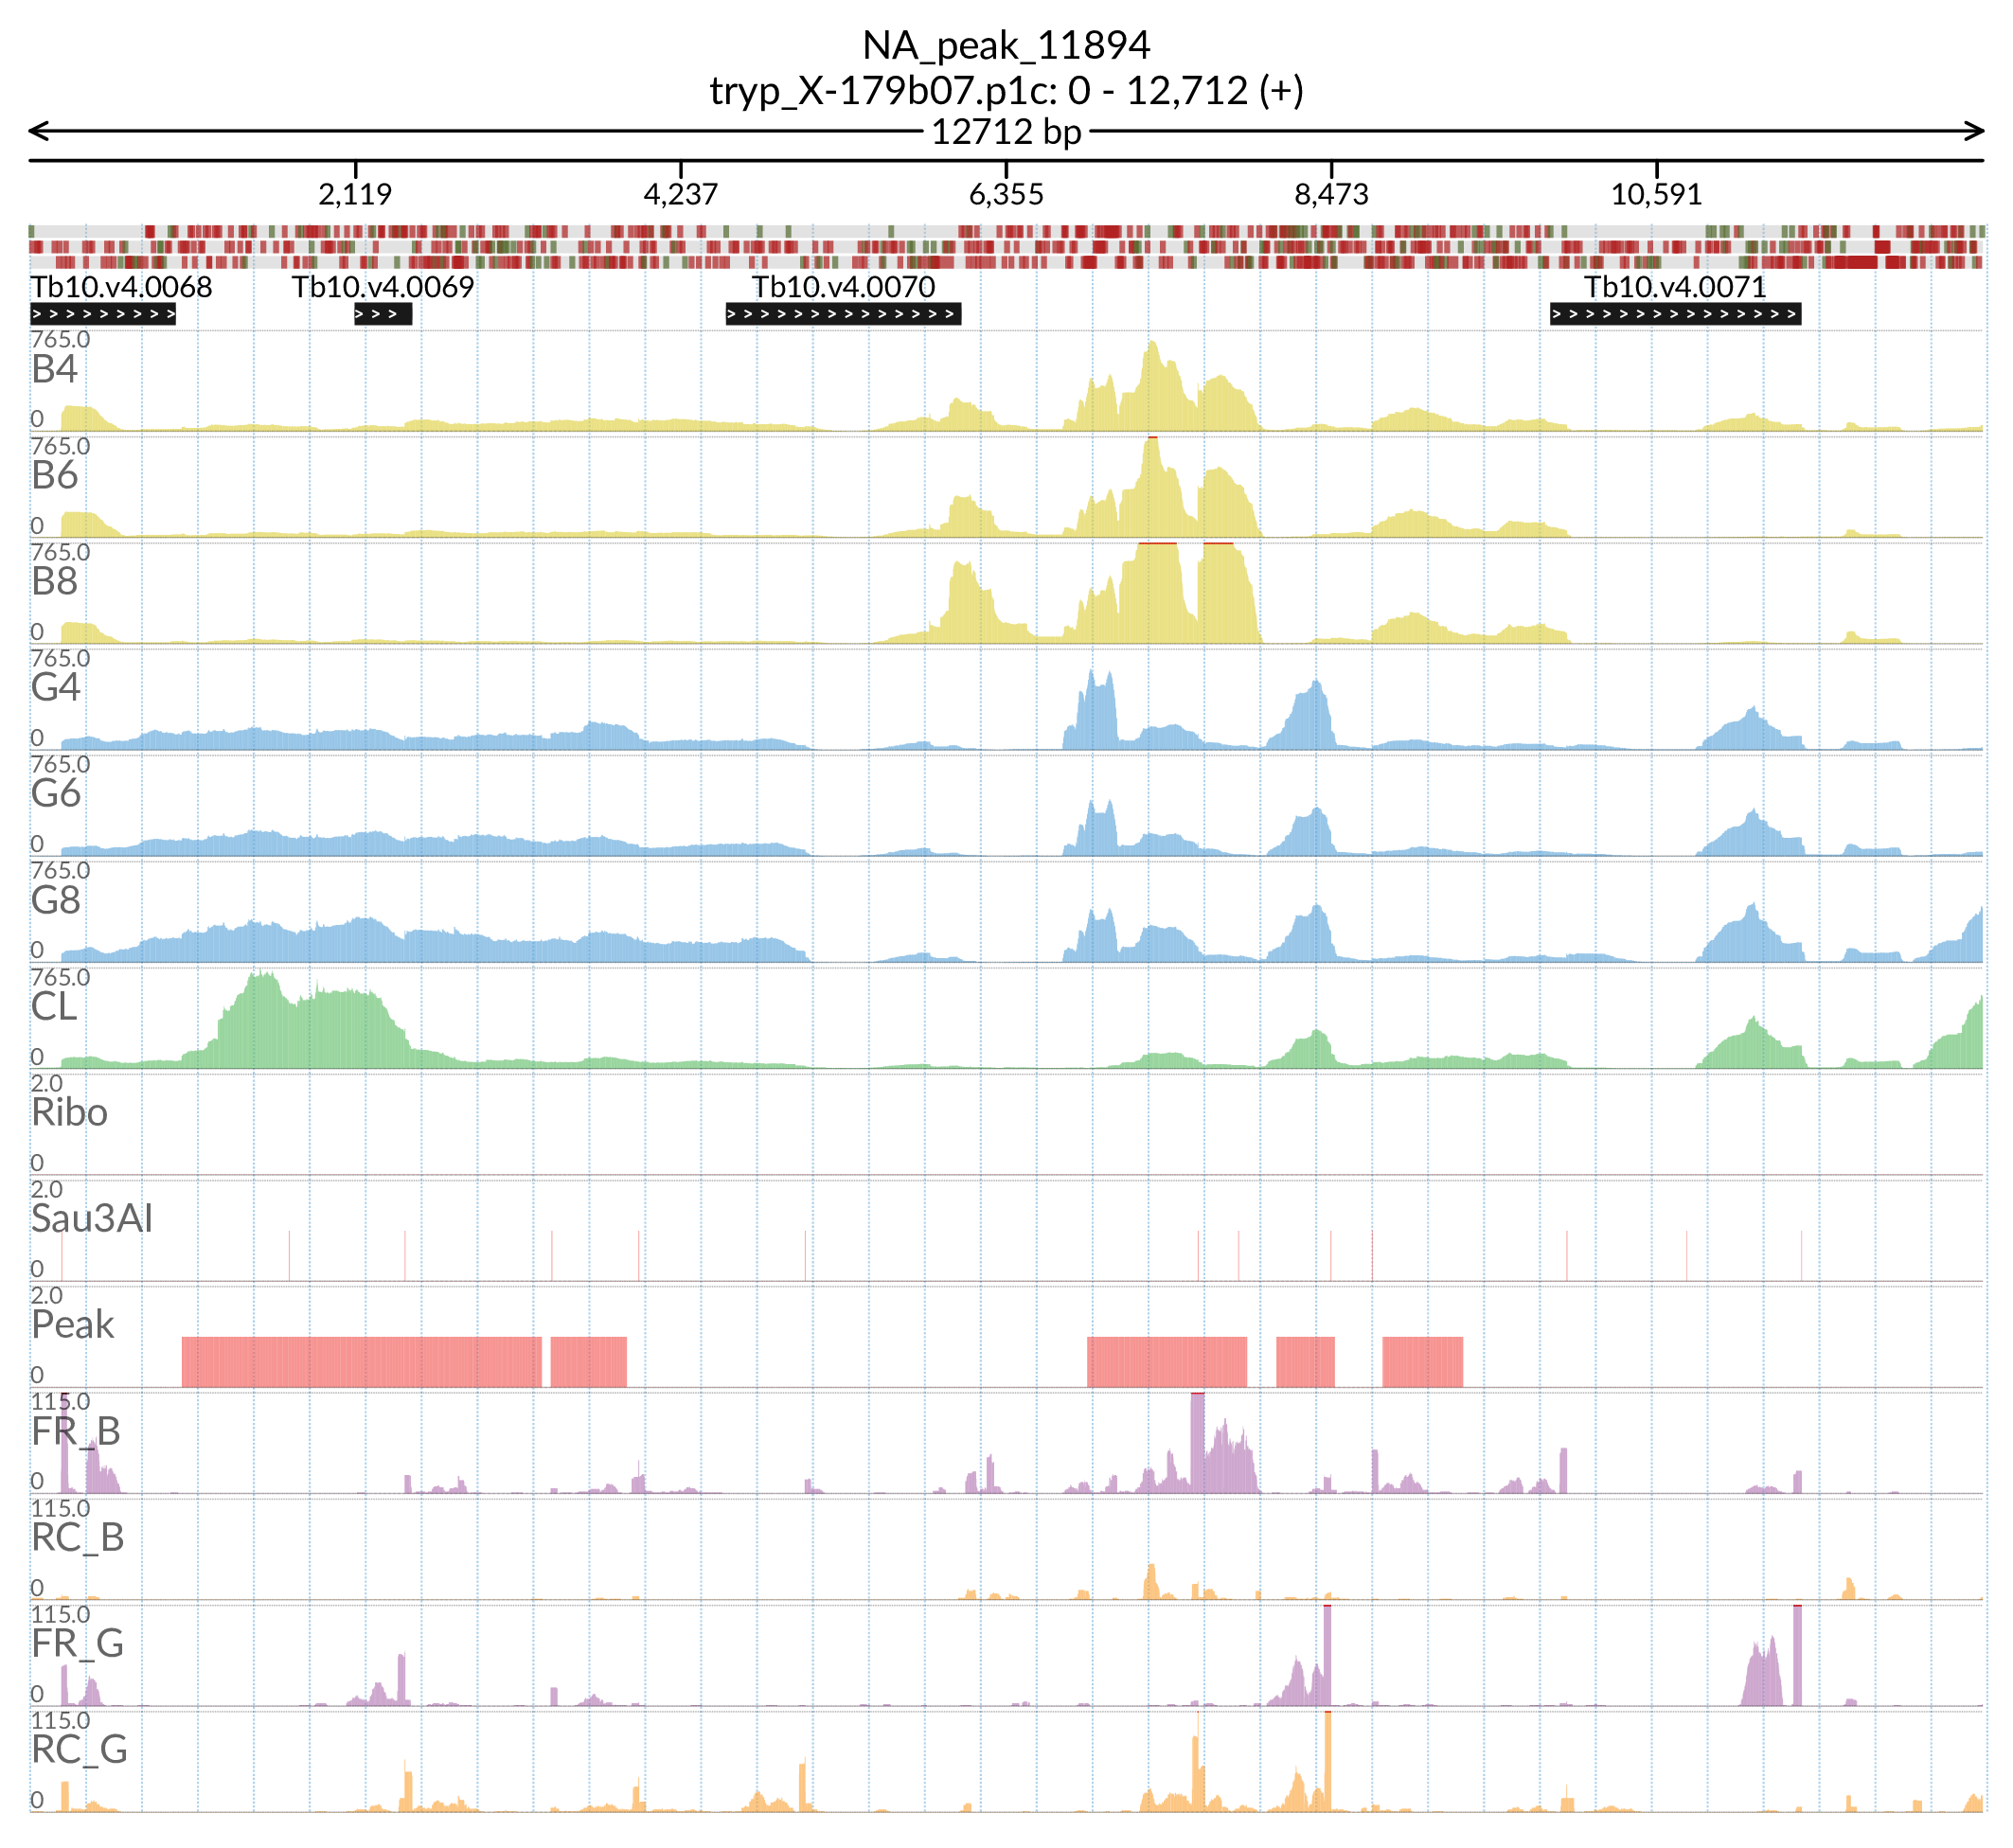 NA_peak_11894
tryp_X-179b07.p1c: 0 - 12,712 (+)
12712 bp
2,119 4,237 6,355 8,473 10,591
Tb10.v4.0068 Tb10.v4.0069 Tb10.v4.0070 Tb10.v4.0071
765.0
B4
0
765.0
B6
0
765.0
B8
0
765.0
G4
0
765.0
G6
0
765.0
G8
0
765.0
CL
0
2.0
Ribo
0
2.0
Sau3AI
0
2.0
Peak
0
115.0
FR_B
0
115.0
RC_B
0
115.0
FR_G
0
115.0
RC_G
0